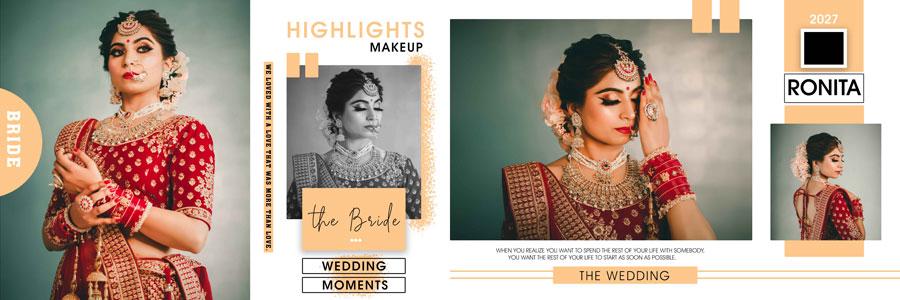 BRIDE
HIGHLIGHTS
MAKEUP
WE LOVED WITH A LOVE THAT WAS MORE THAN LOVE
the Bride
WEDDING
MOMENTS
WHEN YOU REALIZE YOU WANT TO SPEND THE REST OF YOUR LIFE WITH SOMEBODY.
YOU WANT THE REST OF YOUR LIFE TO START AS SOON AS POSSIBLE.
THE WEDDING
2027
RONITA